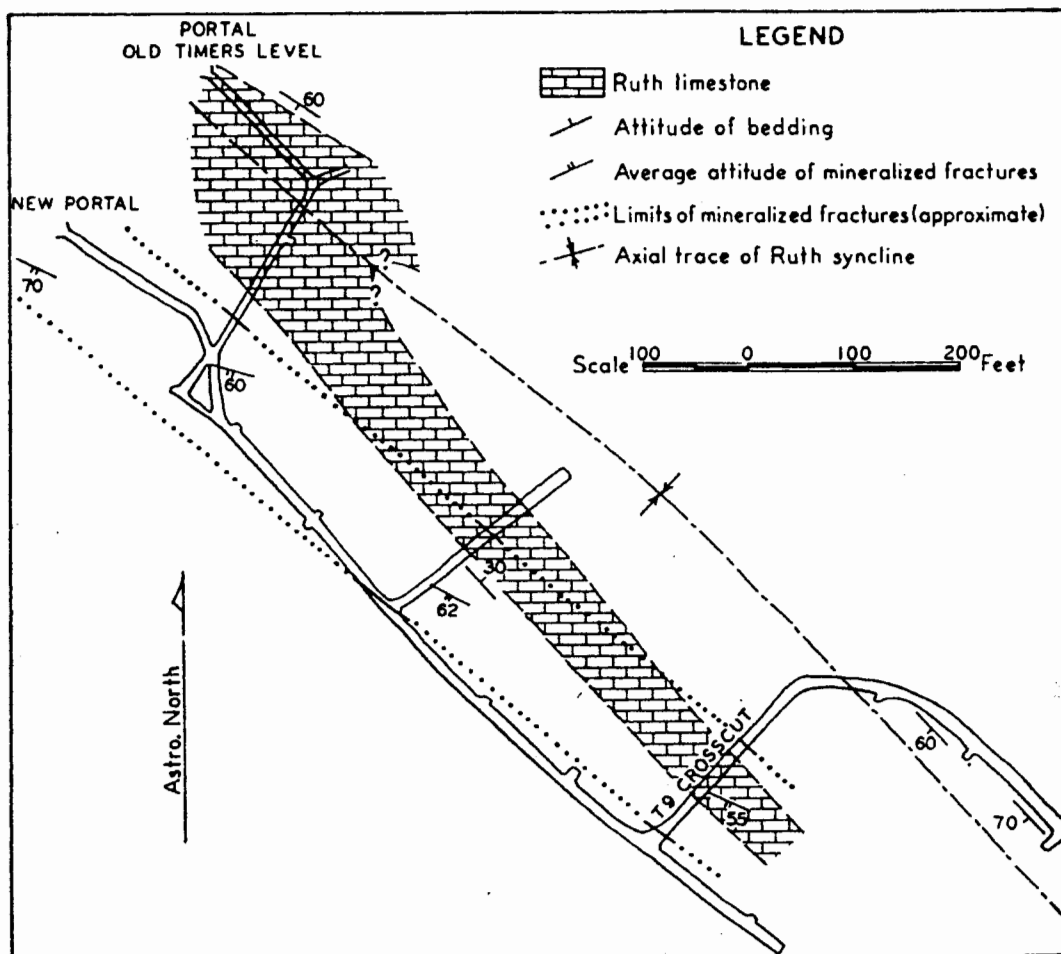 PORTAL
OLD TIMERS LEVEL
LEGEND
Ruth limestone
Attitude of bedding
Average attitude of mineralized fractures
Limits of mineralized fractures (approximate)
Axial trace of Ruth syncline
Scale 100 0 100 200 Feet
60
NEW PORTAL
70
?
?
60
30
62
Astro. North
T9 CROSSCUT
60
55
70